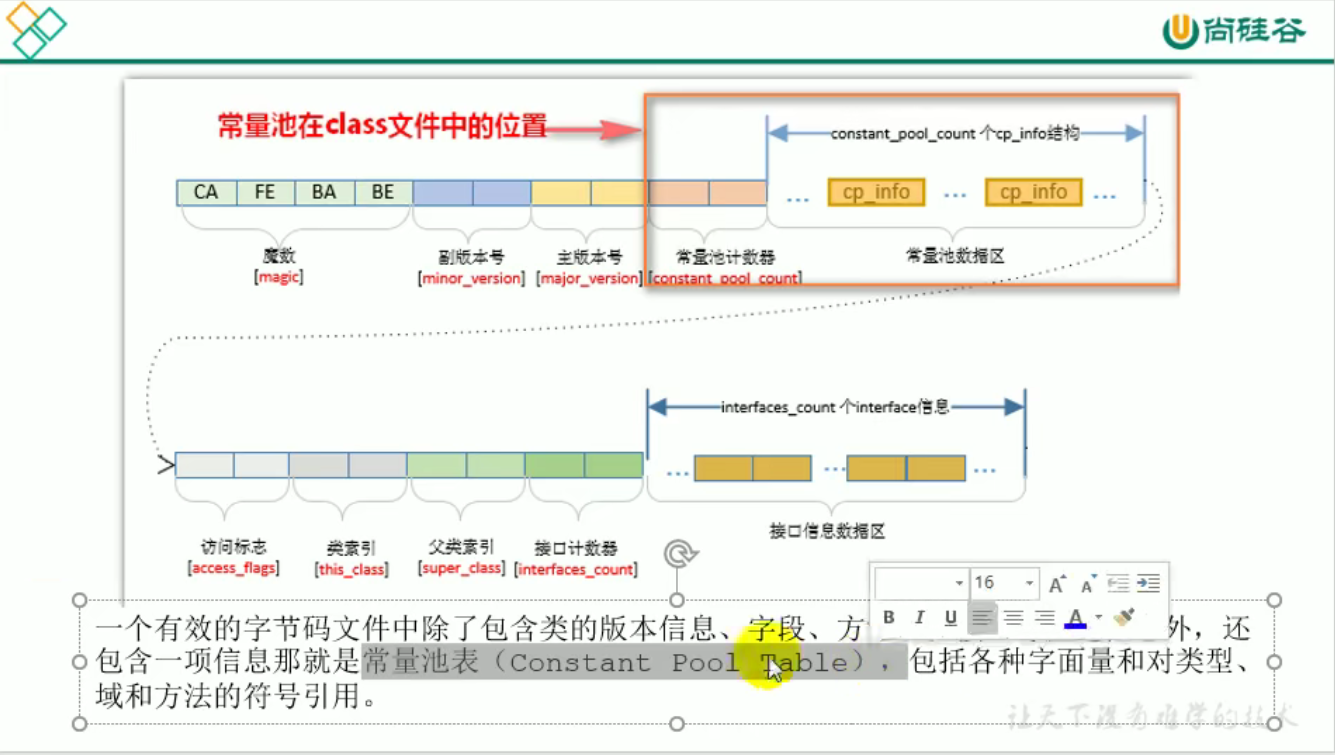 尚硅谷
常量池在class文件中的位置
constant_pool_count 个cp_info结构
CA FE BA BE ... cp_info ... cp_info ...
魔数 副版本号 主版本号 常量池计数器 常量池数据区
[magic] [minor_version] [major_version] [constant_pool_count]
interfaces_count 个interface信息
... ... ...
接口信息数据区
访问标志 类索引 父类索引 接口计数器
[access_flags] [this_class] [super_class] [interfaces_count]
16
B I U A
一个有效的字节码文件中除了包含类的版本信息、字段、方 外，还
包含一项信息那就是常量池表（Constant Pool Table），包括各种字面量和对类型、
域和方法的符号引用。
让天下没有难学的技术